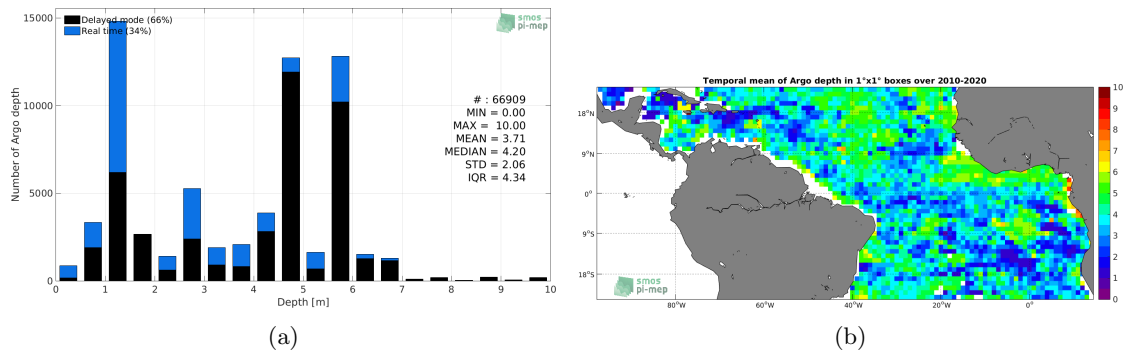 15000
10000
5000
0
Number of Argo depth
Delayed mode (66%)
Real time (34%)
smos
pi-mep
# : 66909
MIN = 0.00
MAX = 10.00
MEAN = 3.71
MEDIAN = 4.20
STD = 2.06
IQR = 4.34
0 1 2 3 4 5 6 7 8 9 10
Depth [m]
(a)
Temporal mean of Argo depth in 1°x1° boxes over 2010-2020
18°N
9°N
0°
9°S
18°S
80°W 60°W 40°W 20°W 0°
smos
pi-mep
10
9
8
7
6
5
4
3
2
1
0
(b)